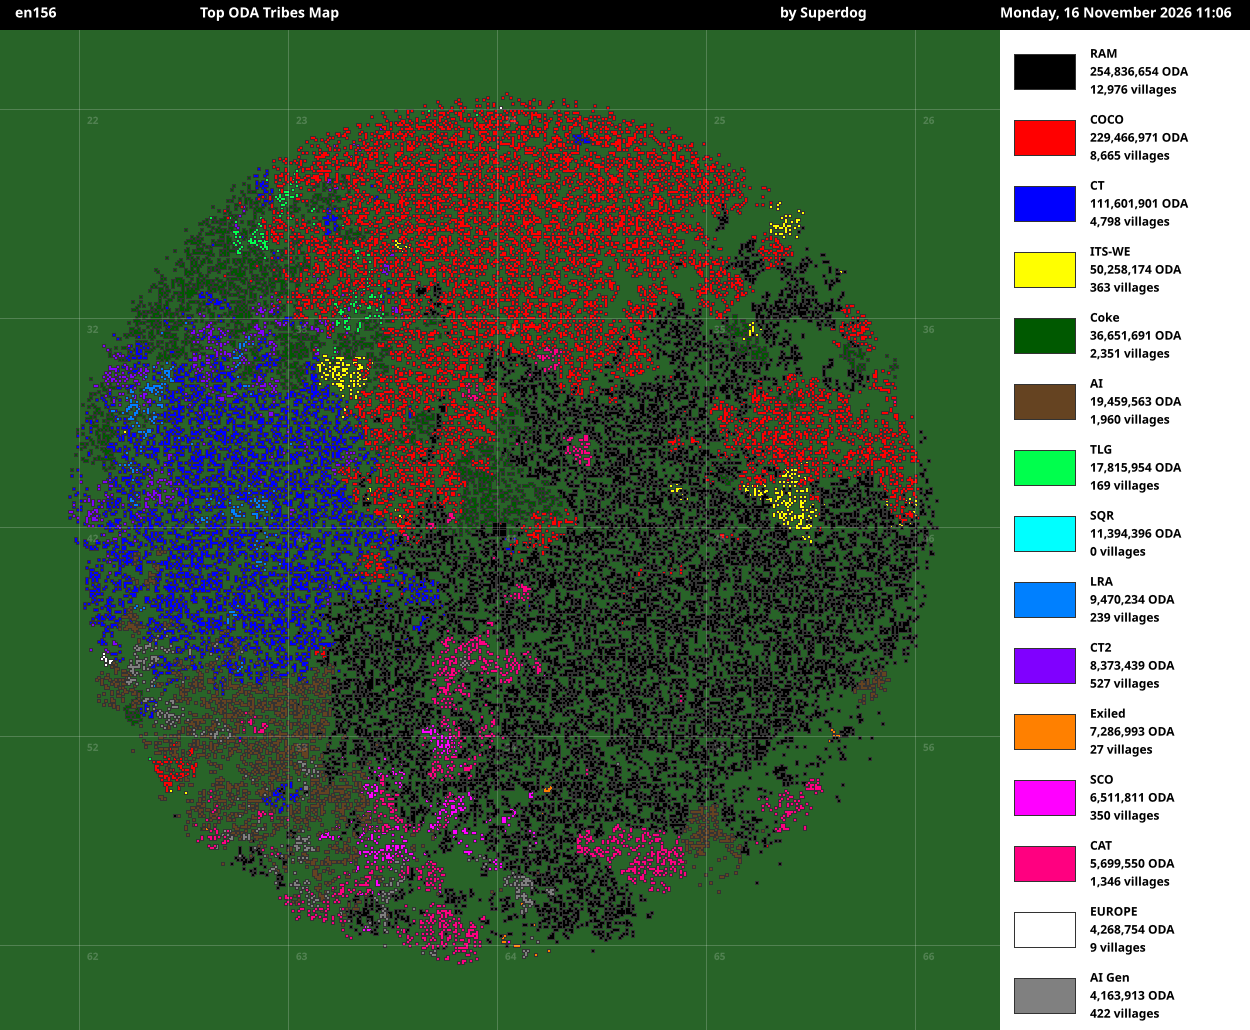 en156 Top ODA Tribes Map by Superdog Monday, 16 November 2026 11:06
RAM
254,836,654 ODA
12,976 villages
COCO
229,466,971 ODA
8,665 villages
CT
111,601,901 ODA
4,798 villages
ITS-WE
50,258,174 ODA
363 villages
Coke
36,651,691 ODA
2,351 villages
AI
19,459,563 ODA
1,960 villages
TLG
17,815,954 ODA
169 villages
SQR
11,394,396 ODA
0 villages
LRA
9,470,234 ODA
239 villages
CT2
8,373,439 ODA
527 villages
Exiled
7,286,993 ODA
27 villages
SCO
6,511,811 ODA
350 villages
CAT
5,699,550 ODA
1,346 villages
EUROPE
4,268,754 ODA
9 villages
AI Gen
4,163,913 ODA
422 villages
22 23 25 26
32 36
52 56
62 63 64 65 66